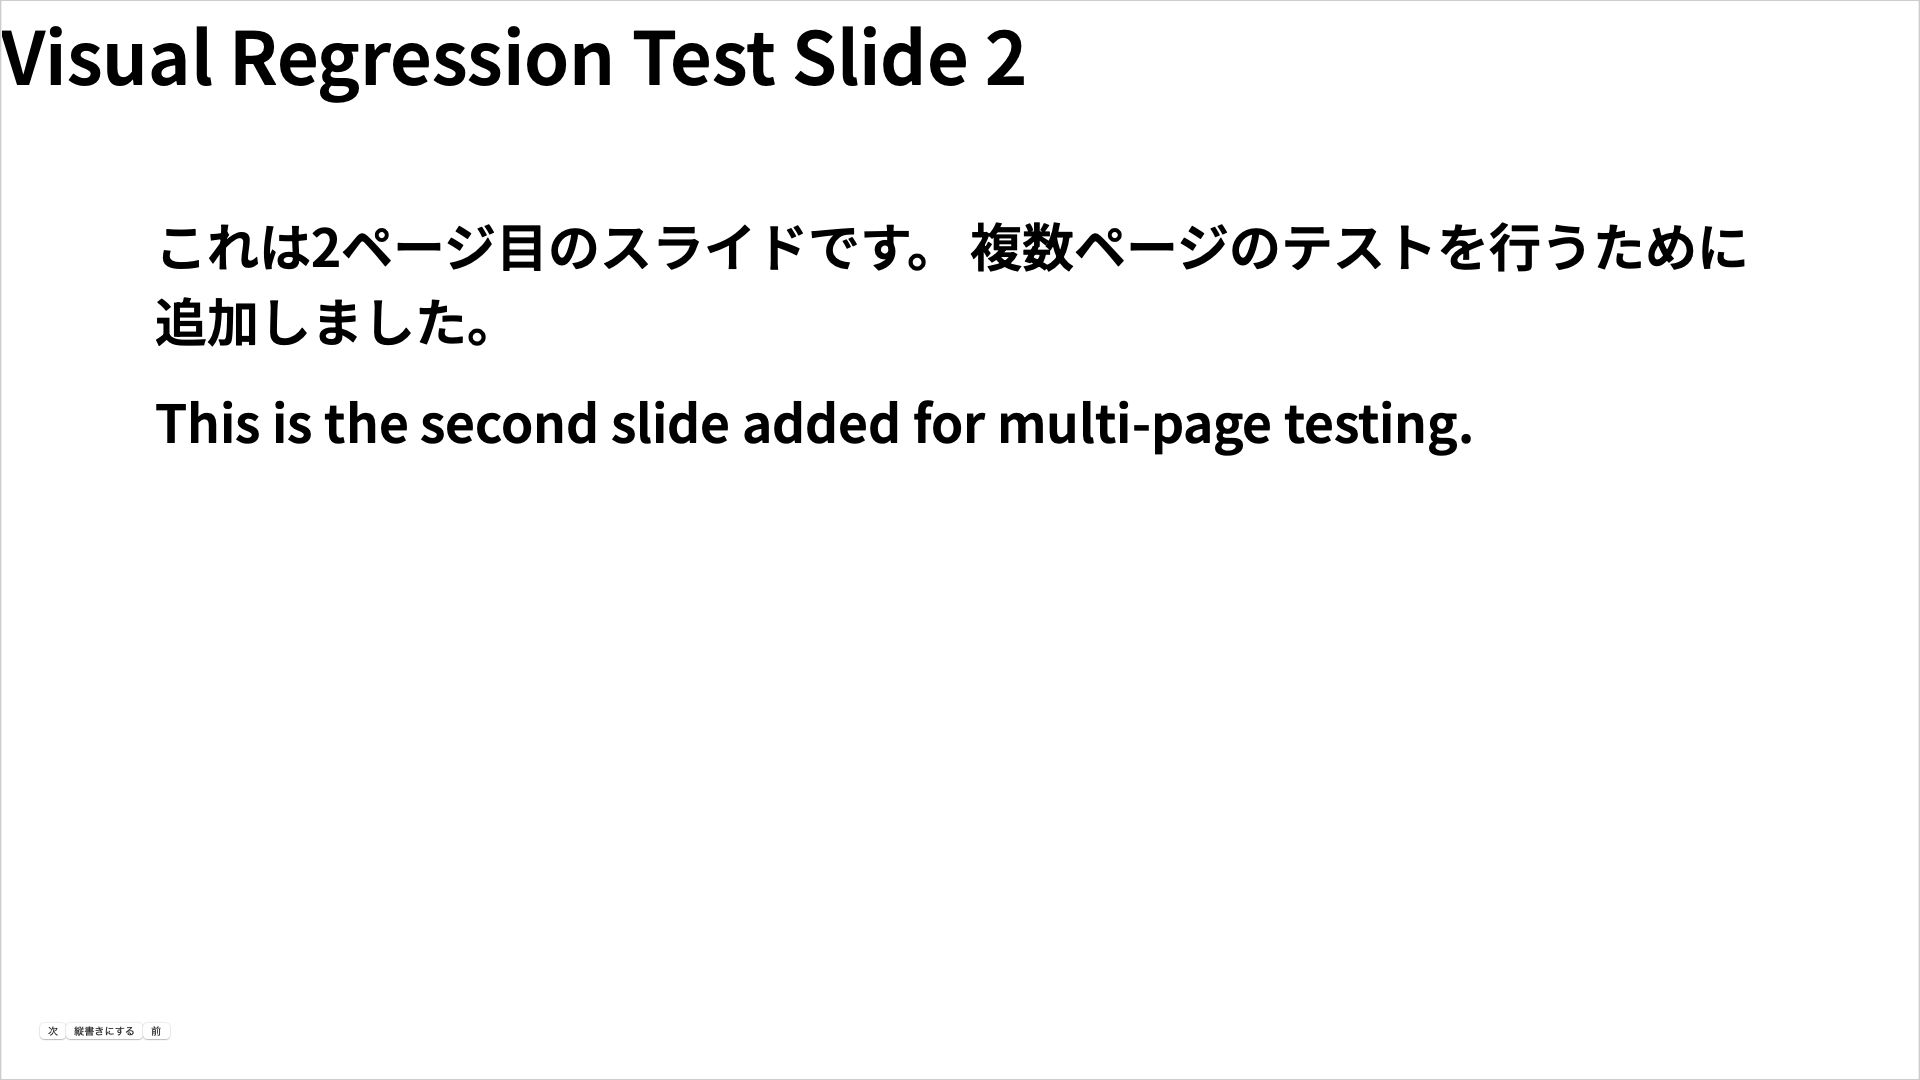 Visual Regression Test Slide 2
これは2ページ目のスライドです。 複数ページのテストを行うために
追加しました。
This is the second slide added for multi-page testing.
次 縦書きにする 前